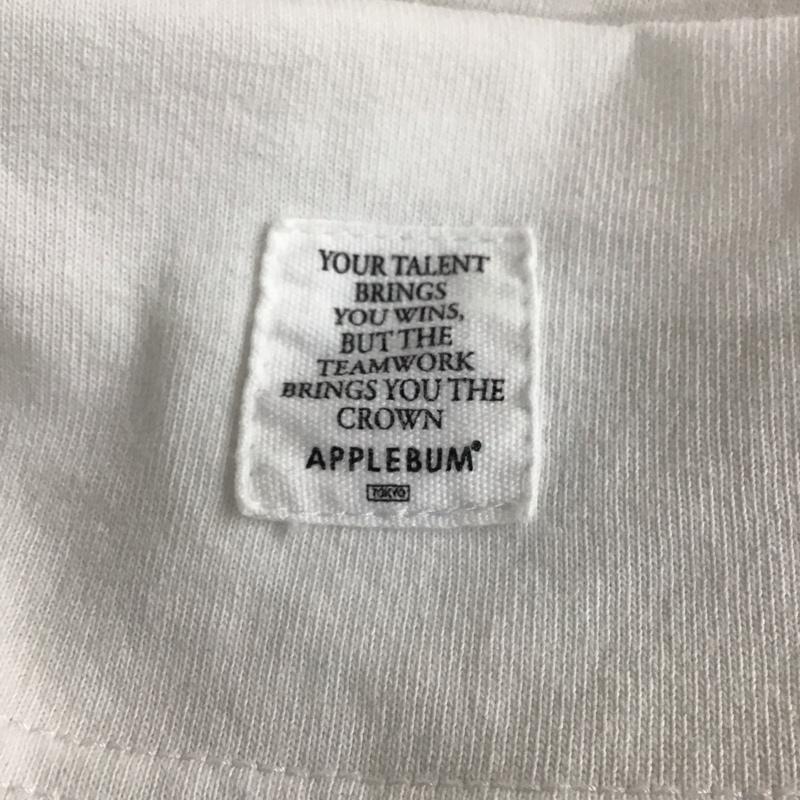 YOUR TALENT
BRINGS
YOU WINS,
BUT THE
TEAMWORK
BRINGS YOU THE
CROWN
APPLEBUM®
TOKYO